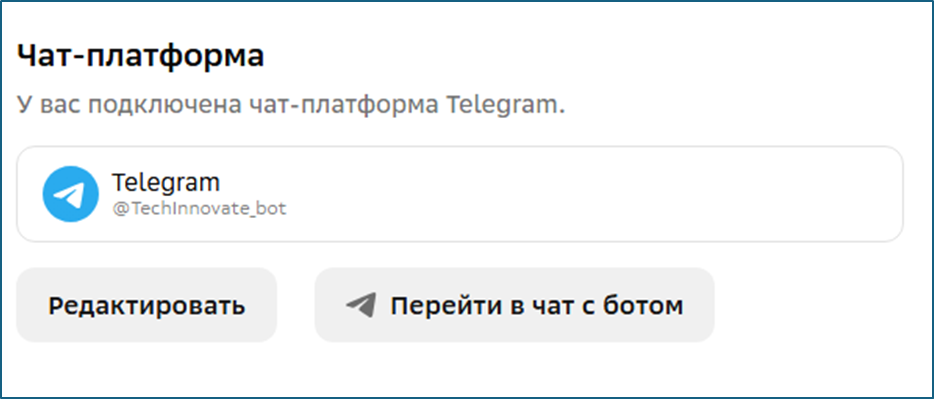 Чат-платформа
У вас подключена чат-платформа Telegram.
Telegram
@TechInnovate_bot
Редактировать
Перейти в чат с ботом